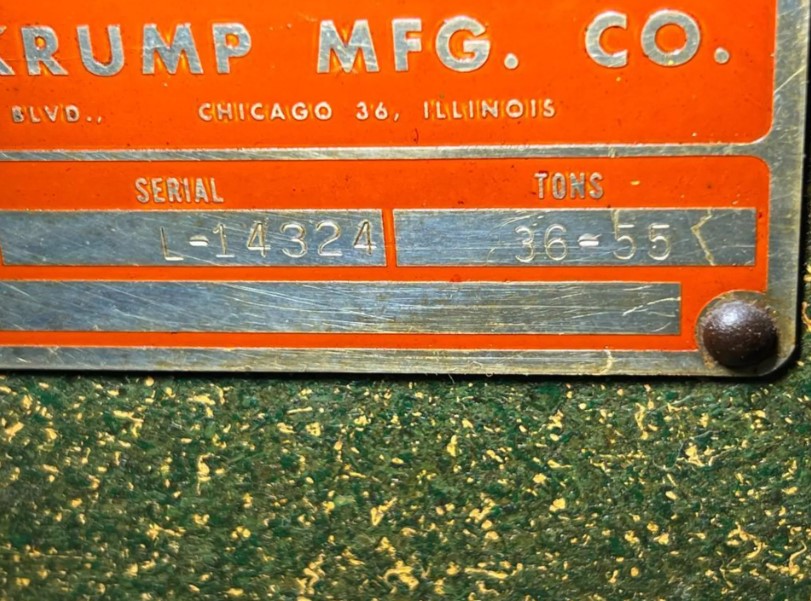 KRUMP MFG. CO.
BLVD., CHICAGO 36, ILLINOIS
SERIAL TONS
L-14324 36-55